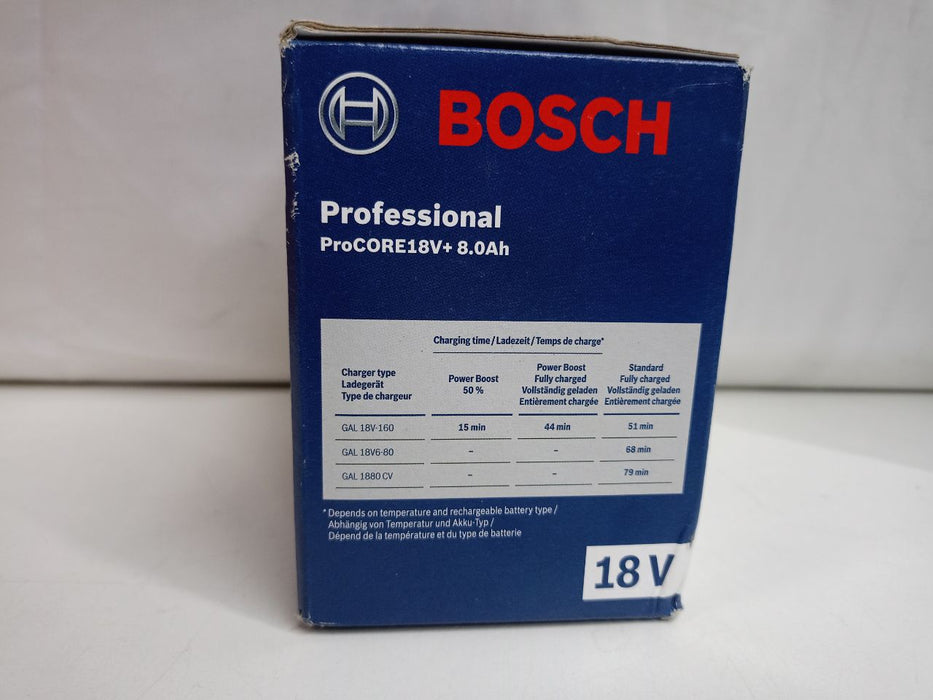 BOSCH
Professional
ProCORE18V+ 8.0Ah
Charging time / Ladezeit / Temps de charge*
Charger type
Ladegerät
Type de chargeur
Power Boost
50 %
Power Boost
Fully charged
Vollständig geladen
Entièrement chargée
Standard
Fully charged
Vollständig geladen
Entièrement chargée
GAL 18V-160 15 min 44 min 51 min
GAL 18V6-80 – – 68 min
GAL 1880 CV – – 79 min
* Depends on temperature and rechargeable battery type /
Abhängig von Temperatur und Akku-Typ /
Dépend de la température et du type de batterie
18 V